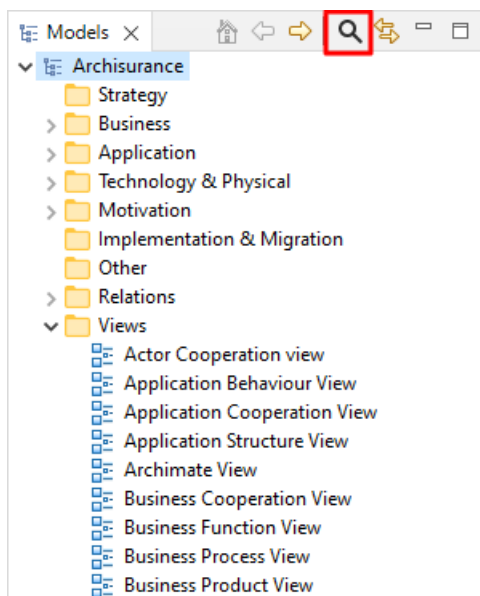 Models
Archisurance
Strategy
Business
Application
Technology & Physical
Motivation
Implementation & Migration
Other
Relations
Views
Actor Cooperation view
Application Behaviour View
Application Cooperation View
Application Structure View
Archimate View
Business Cooperation View
Business Function View
Business Process View
Business Product View